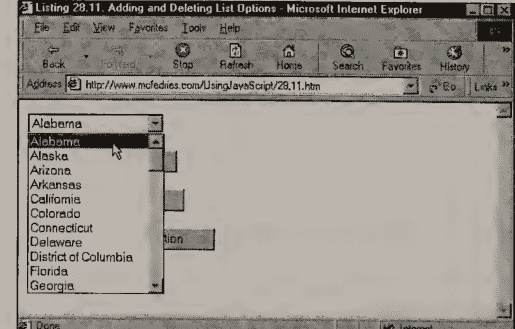 Listing 28.11. Adding and Deleting List Options - Microsoft Internet Explorer
File Edit View Favorites Tools Help
Back Forward Stop Refresh Home Search Favorites History »
Address http://www.mcfedries.com/UsingJavaScript/28.11.htm Go Links »
Alabama
Alabama
Alaska
Arizona
Arkansas
California
Colorado
Connecticut
Delaware
tion
District of Columbia
Florida
Georgia
Done Internet